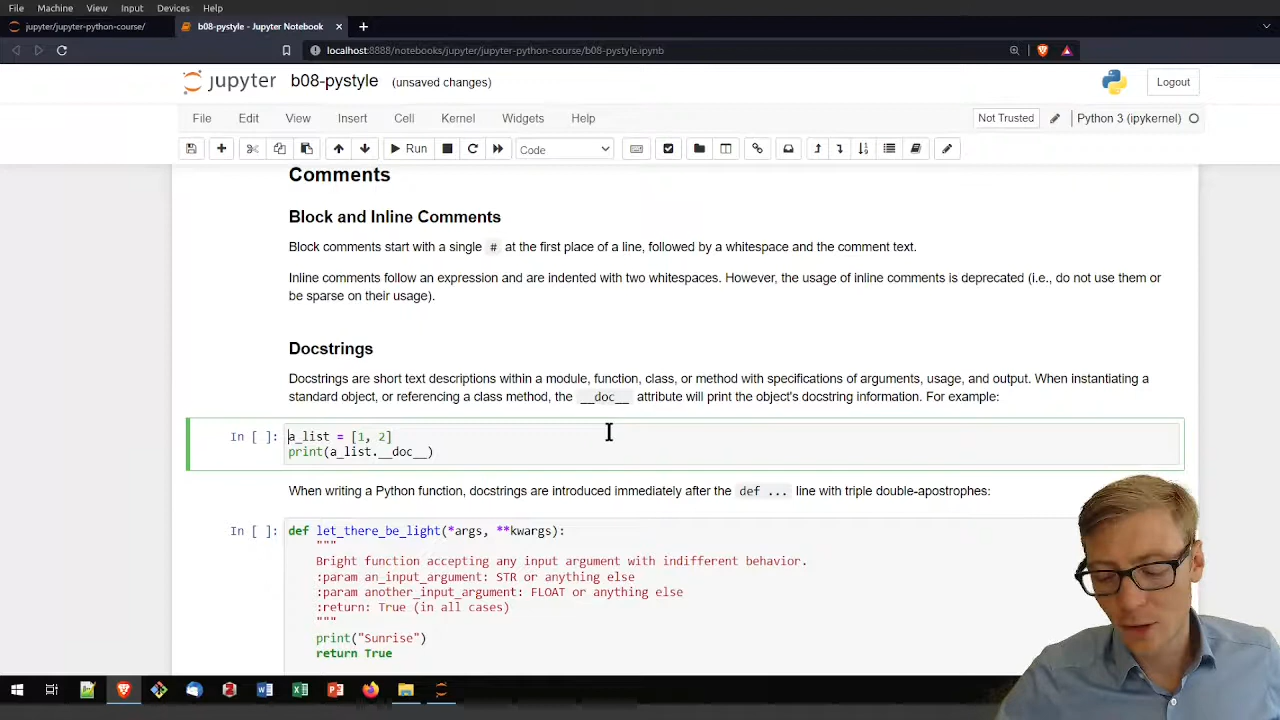 File Machine View Input Devices Help
jupyter/jupyter-python-course/
b08-pystyle - Jupyter Notebook
localhost:8888/notebooks/jupyter/jupyter-python-course/b08-pystyle.ipynb
jupyter b08-pystyle (unsaved changes)
Logout
File Edit View Insert Cell Kernel Widgets Help
Not Trusted
Python 3 (ipykernel)
Run
Code
Comments
Block and Inline Comments
Block comments start with a single # at the first place of a line, followed by a whitespace and the comment text.
Inline comments follow an expression and are indented with two whitespaces. However, the usage of inline comments is deprecated (i.e., do not use them or
be sparse on their usage).
Docstrings
Docstrings are short text descriptions within a module, function, class, or method with specifications of arguments, usage, and output. When instantiating a
standard object, or referencing a class method, the __doc__ attribute will print the object's docstring information. For example:
In [ ]: a_list = [1, 2]
print(a_list.__doc__)
When writing a Python function, docstrings are introduced immediately after the def ... line with triple double-apostrophes:
In [ ]: def let_there_be_light(*args, **kwargs):
"""
Bright function accepting any input argument with indifferent behavior.
:param an_input_argument: STR or anything else
:param another_input_argument: FLOAT or anything else
:return: True (in all cases)
"""
print("Sunrise")
return True